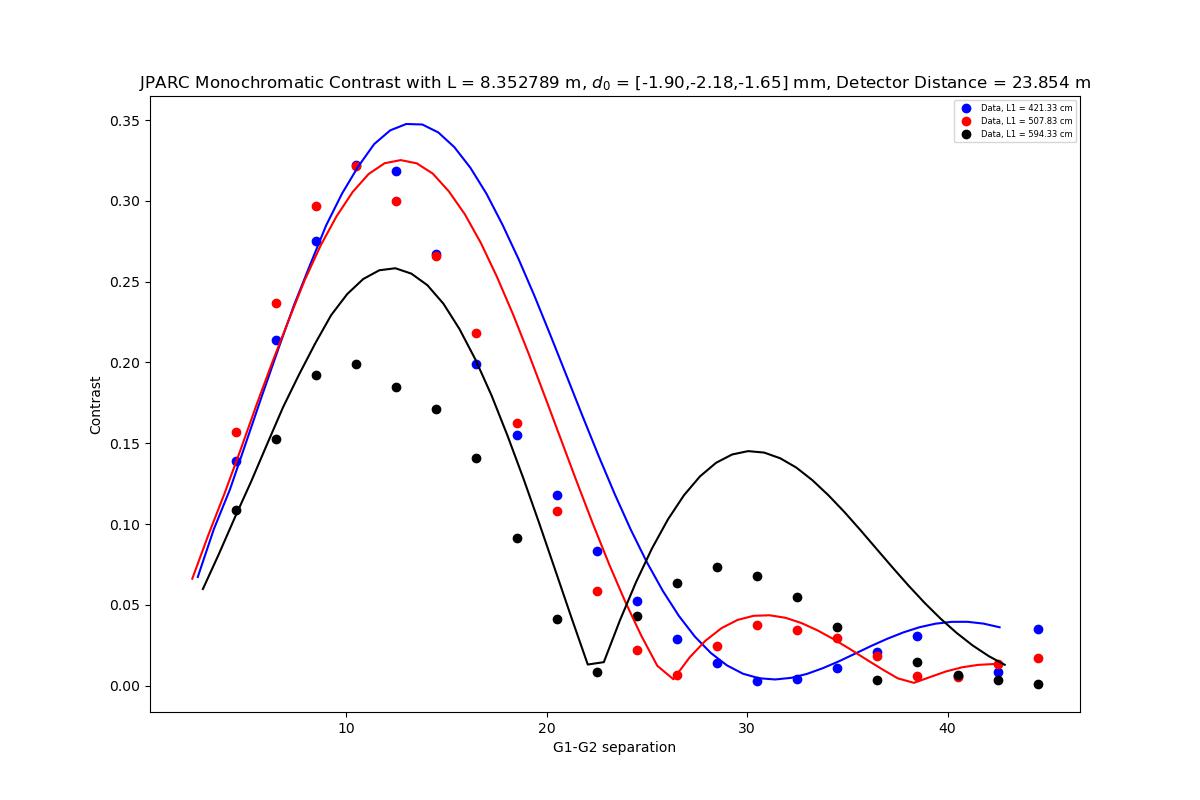 JPARC Monochromatic Contrast with L = 8.352789 m, d₀ = [-1.90,-2.18,-1.65] mm, Detector Distance = 23.854 m
Data, L1 = 421.33 cm
Data, L1 = 507.83 cm
Data, L1 = 594.33 cm
Contrast
0.35
0.30
0.25
0.20
0.15
0.10
0.05
0.00
10 20 30 40
G1-G2 separation